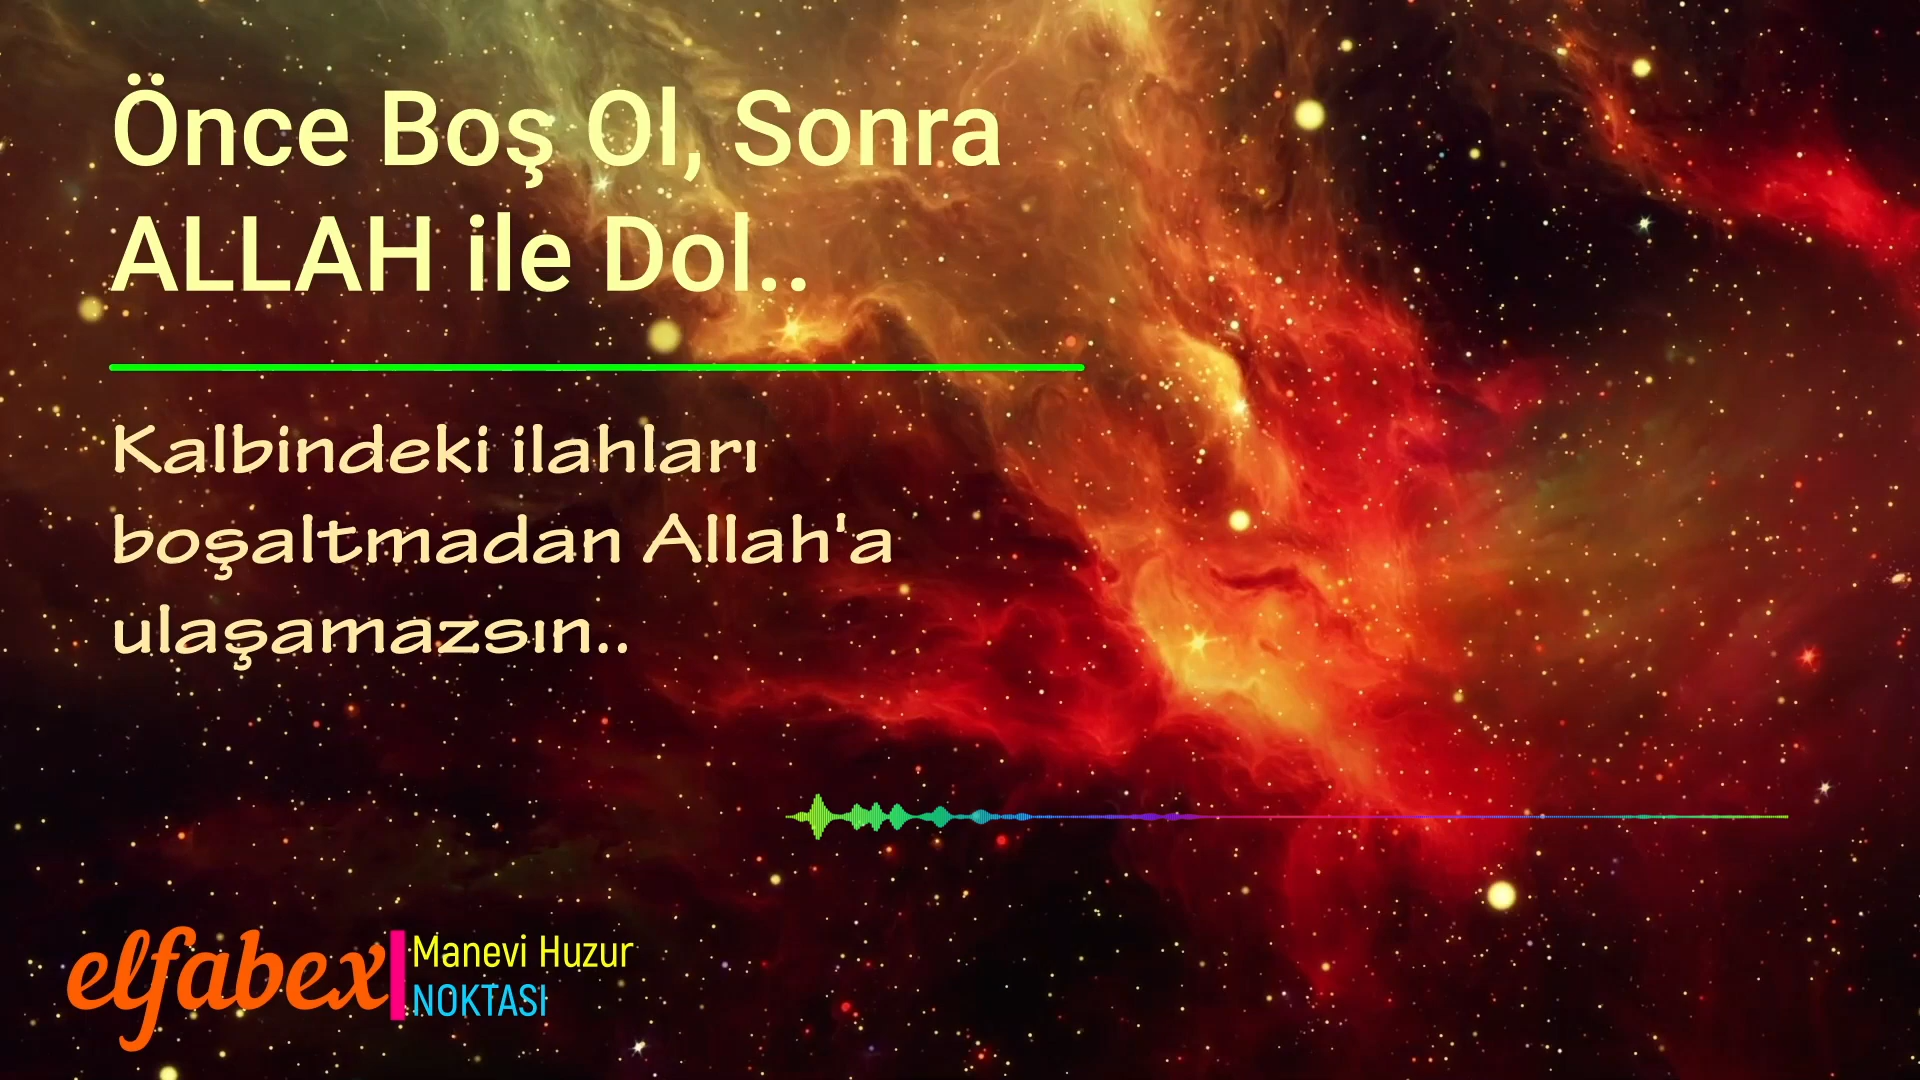 Önce Boş Ol, Sonra
ALLAH ile Dol..
Kalbindeki ilahları
boşaltmadan Allah'a
ulaşamazsın..
elfabex
Manevi Huzur
NOKTASI